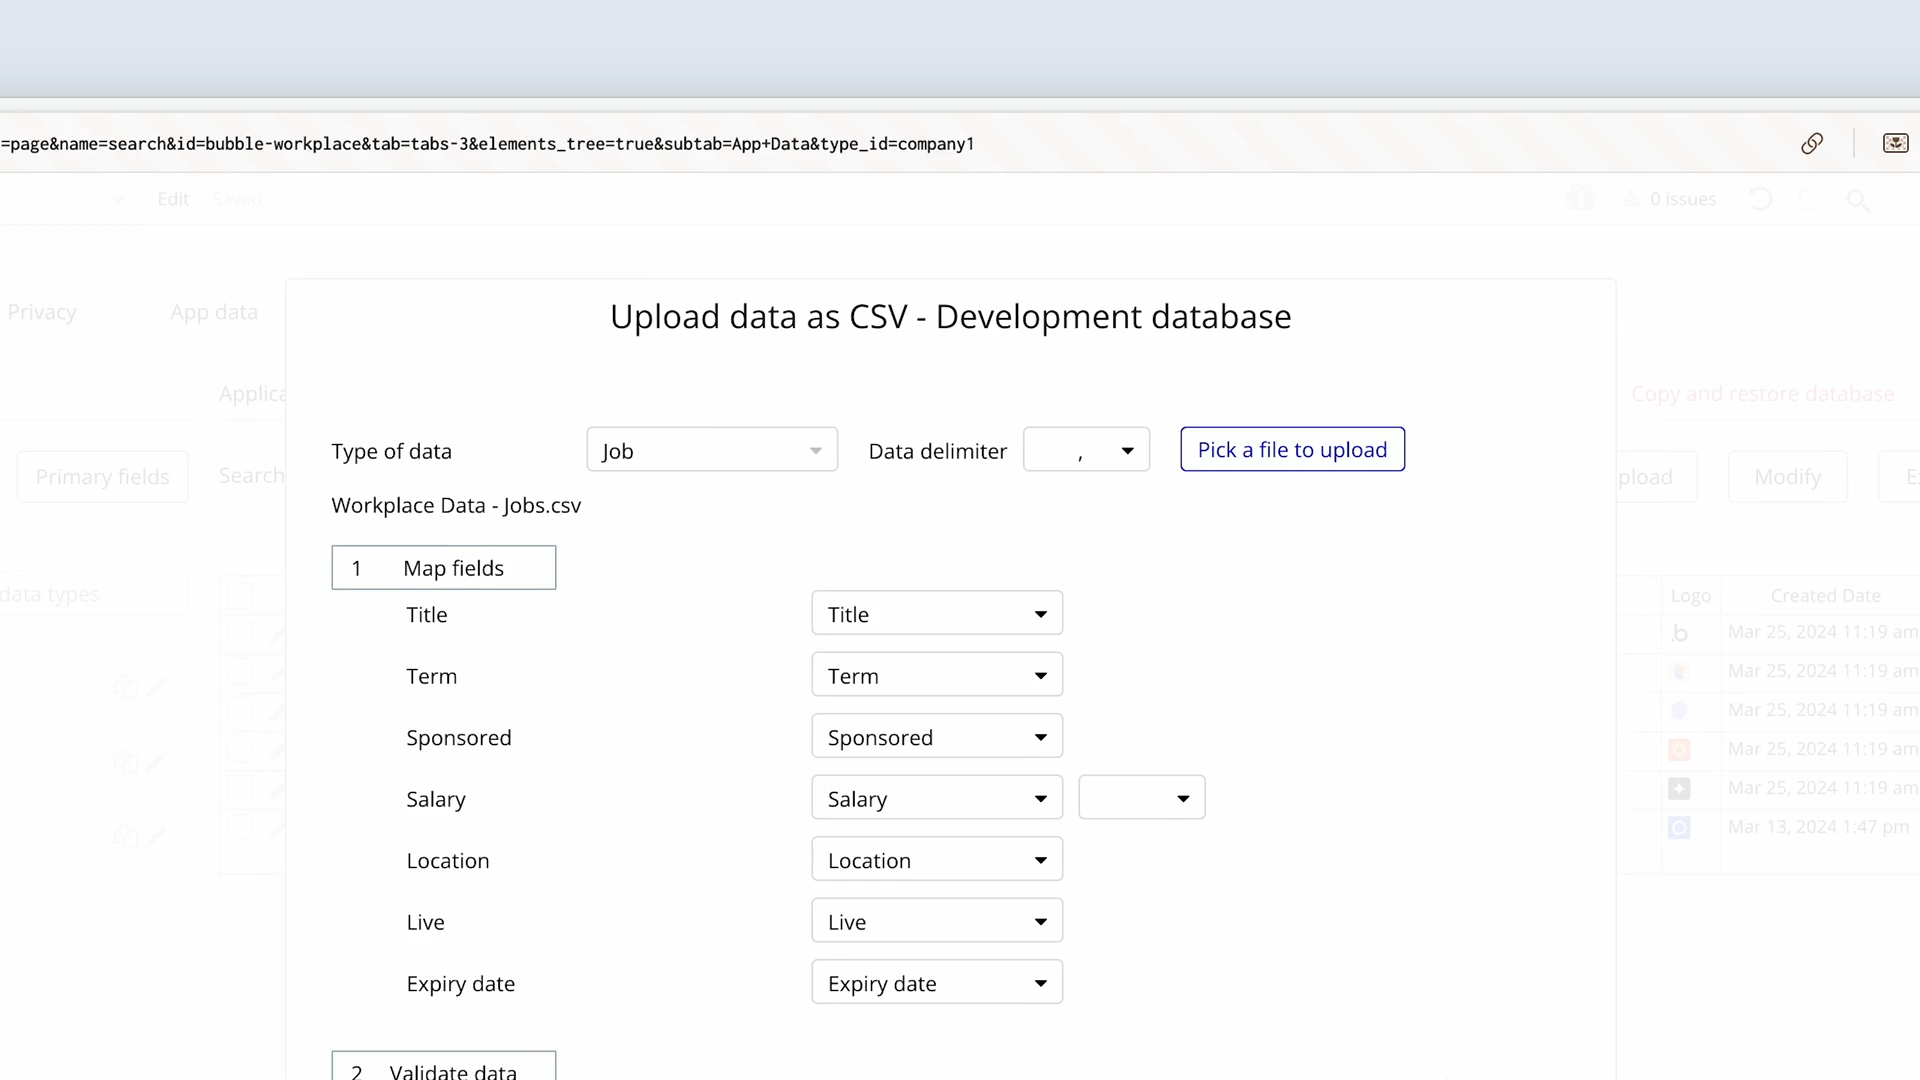 =page&name=search&id=bubble-workplace&tab=tabs-3&elements_tree=true&subtab=App+Data&type_id=company1
Edit Saved 0 issues
Privacy App data
Upload data as CSV - Development database
Applica Copy and restore database
Type of data Job Data delimiter , Pick a file to upload
Primary fields Search pload Modify E
Workplace Data - Jobs.csv
1 Map fields
data types Logo Created Date
Title Title
.b Mar 25, 2024 11:19 am
Term Term
Mar 25, 2024 11:19 am
Mar 25, 2024 11:19 am
Sponsored Sponsored
Mar 25, 2024 11:19 am
Salary Salary
Mar 25, 2024 11:19 am
Mar 13, 2024 1:47 pm
Location Location
Live Live
Expiry date Expiry date
2 Validate data